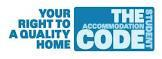 YOUR
RIGHT TO
A QUALITY
HOME
THE
ACCOMMODATION
CODE
STUDENT